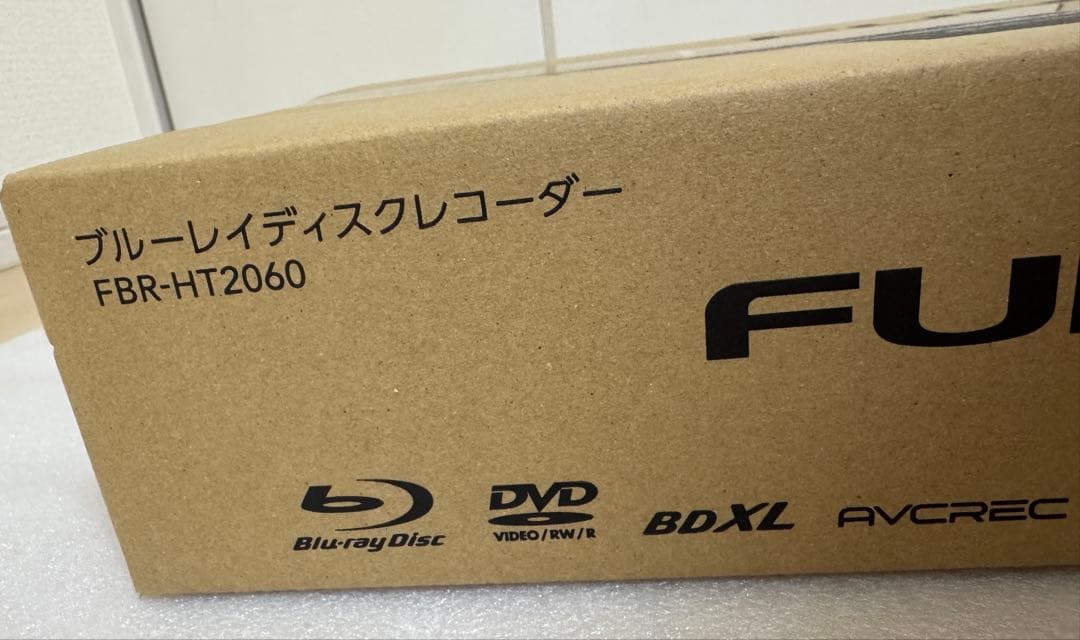 ブルーレイディスクレコーダー
FBR-HT2060
Blu-ray Disc
DVD
VIDEO/RW/R
BDXL
AVCREC